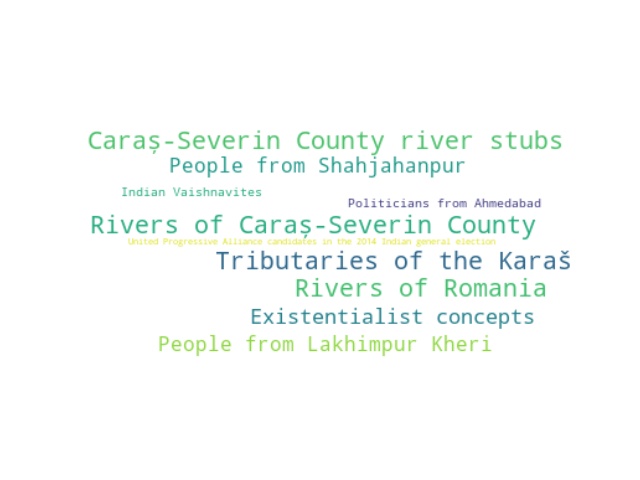 Caraș-Severin County river stubs
People from Shahjahanpur
Indian Vaishnavites
Politicians from Ahmedabad
Rivers of Caraș-Severin County
United Progressive Alliance candidates in the 2014 Indian general election
Tributaries of the Karaš
Rivers of Romania
Existentialist concepts
People from Lakhimpur Kheri